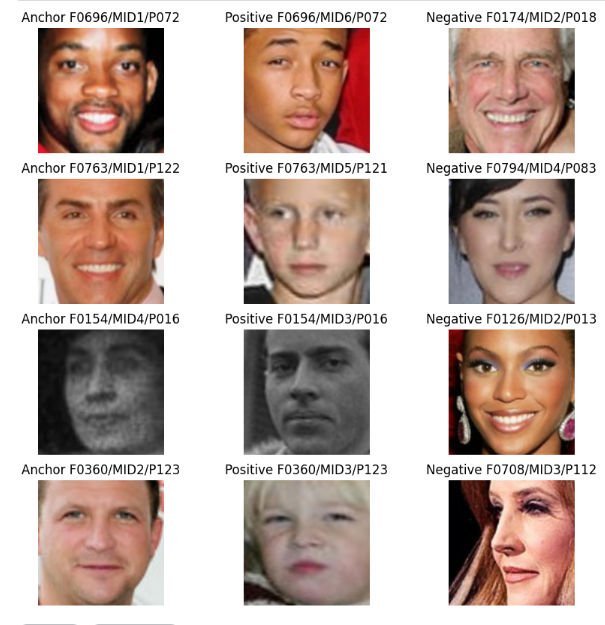 Anchor F0696/MID1/P072 Positive F0696/MID6/P072 Negative F0174/MID2/P018
Anchor F0763/MID1/P122 Positive F0763/MID5/P121 Negative F0794/MID4/P083
Anchor F0154/MID4/P016 Positive F0154/MID3/P016 Negative F0126/MID2/P013
Anchor F0360/MID2/P123 Positive F0360/MID3/P123 Negative F0708/MID3/P112